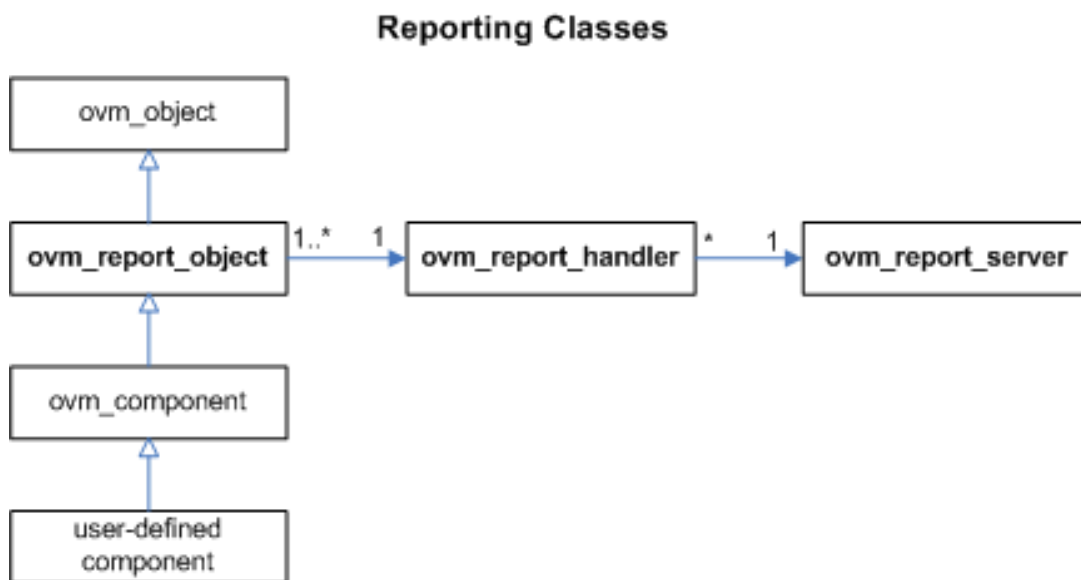 Reporting Classes
ovm_object
ovm_report_object
1..*
1
ovm_report_handler
*
1
ovm_report_server
ovm_component
user-defined
component